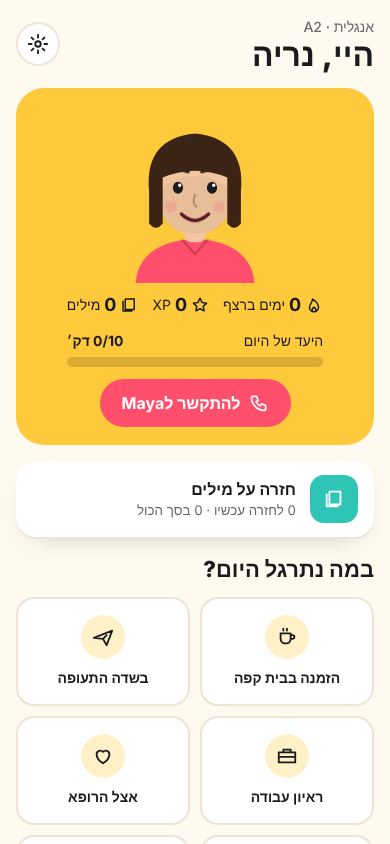 אנגלית · A2
היי, נריה
0 ימים ברצף
0 XP
0 מילים
היעד של היום
0/10 דק׳
להתקשר לMaya
חזרה על מילים
0 לחזרה עכשיו · 0 בסך הכול
במה נתרגל היום?
הזמנה בבית קפה
בשדה התעופה
ראיון עבודה
אצל הרופא